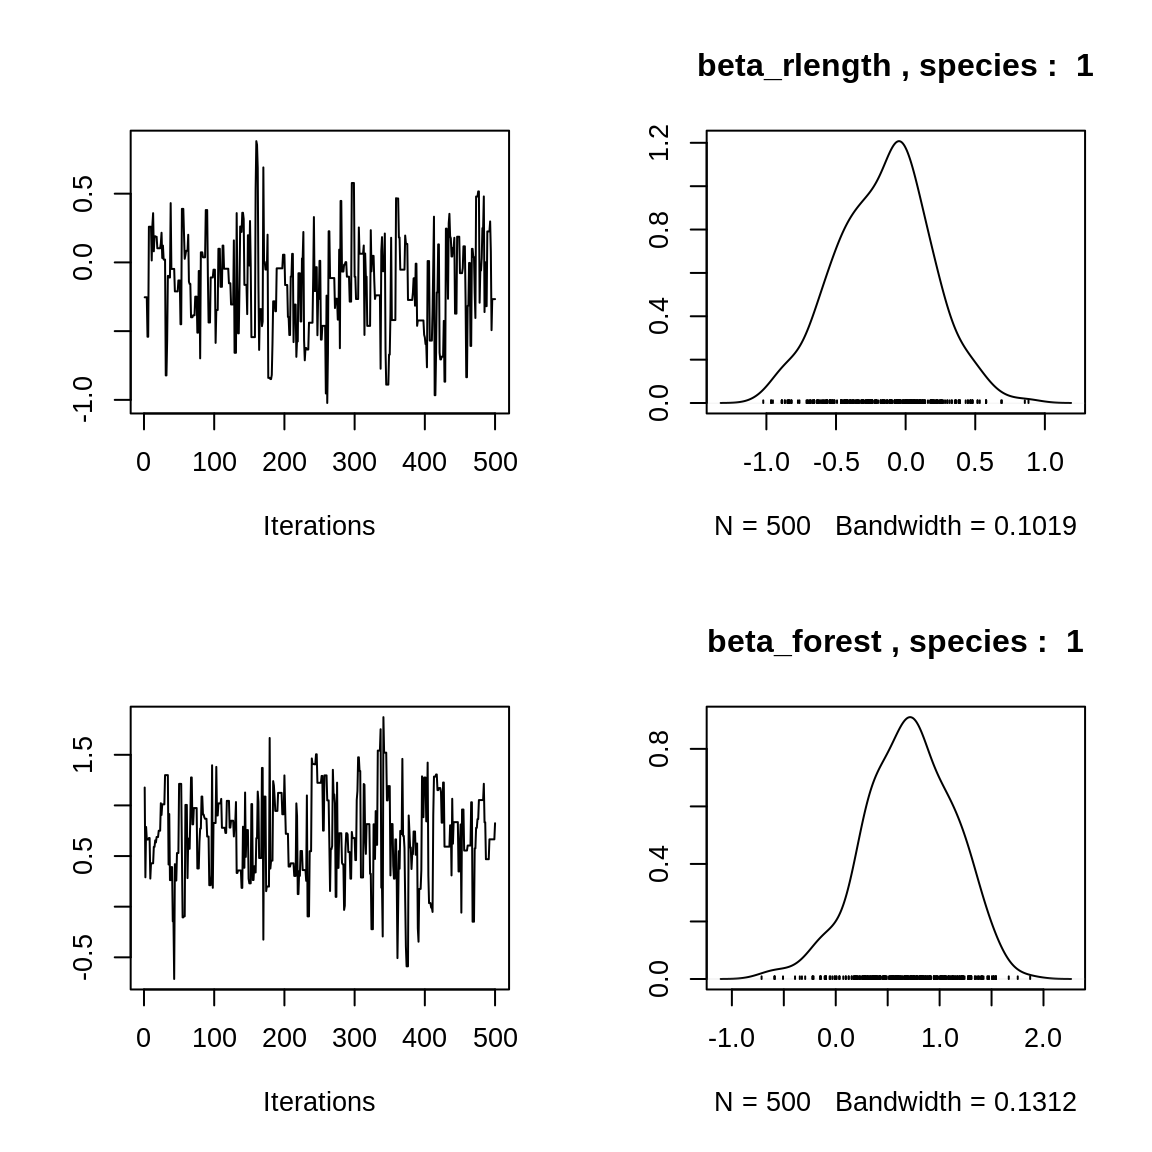 beta_rlength , species :  1
0.5
0.0
-1.0
0 100 200 300 400 500
Iterations
1.2
0.8
0.4
0.0
-1.0 -0.5 0.0 0.5 1.0
N = 500   Bandwidth = 0.1019
beta_forest , species :  1
1.5
0.5
-0.5
0 100 200 300 400 500
Iterations
0.8
0.4
0.0
-1.0 0.0 1.0 2.0
N = 500   Bandwidth = 0.1312